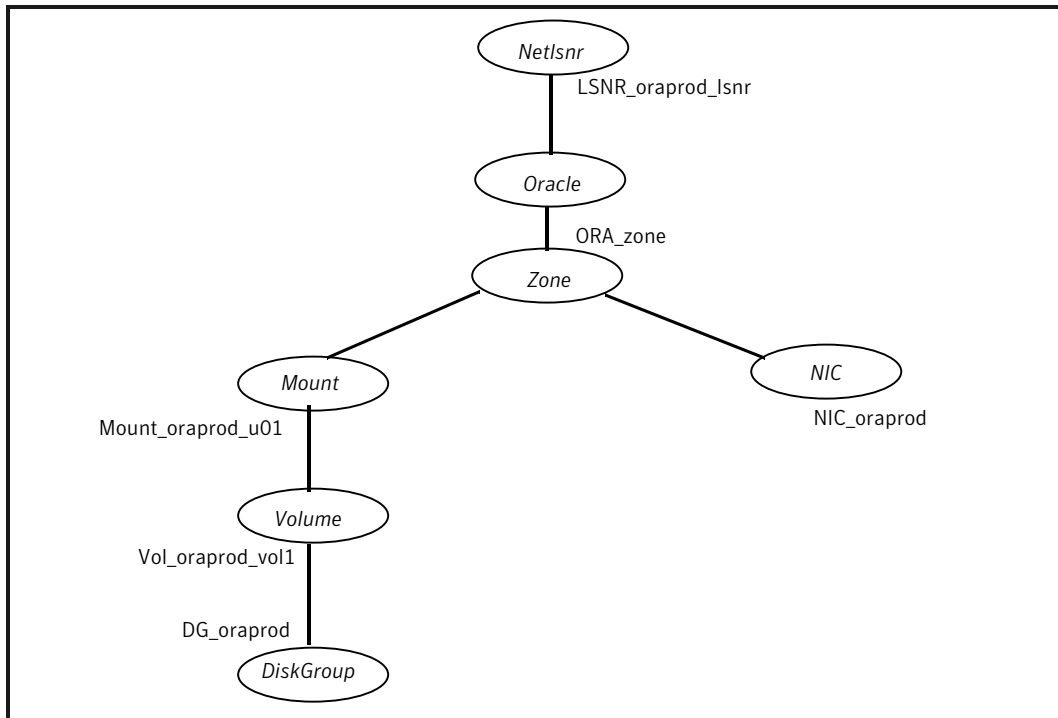 Netlsnr
LSNR_oraprod_lsnr
Oracle
ORA_zone
Zone
Mount
NIC
Mount_oraprod_u01
NIC_oraprod
Volume
Vol_oraprod_vol1
DG_oraprod
DiskGroup